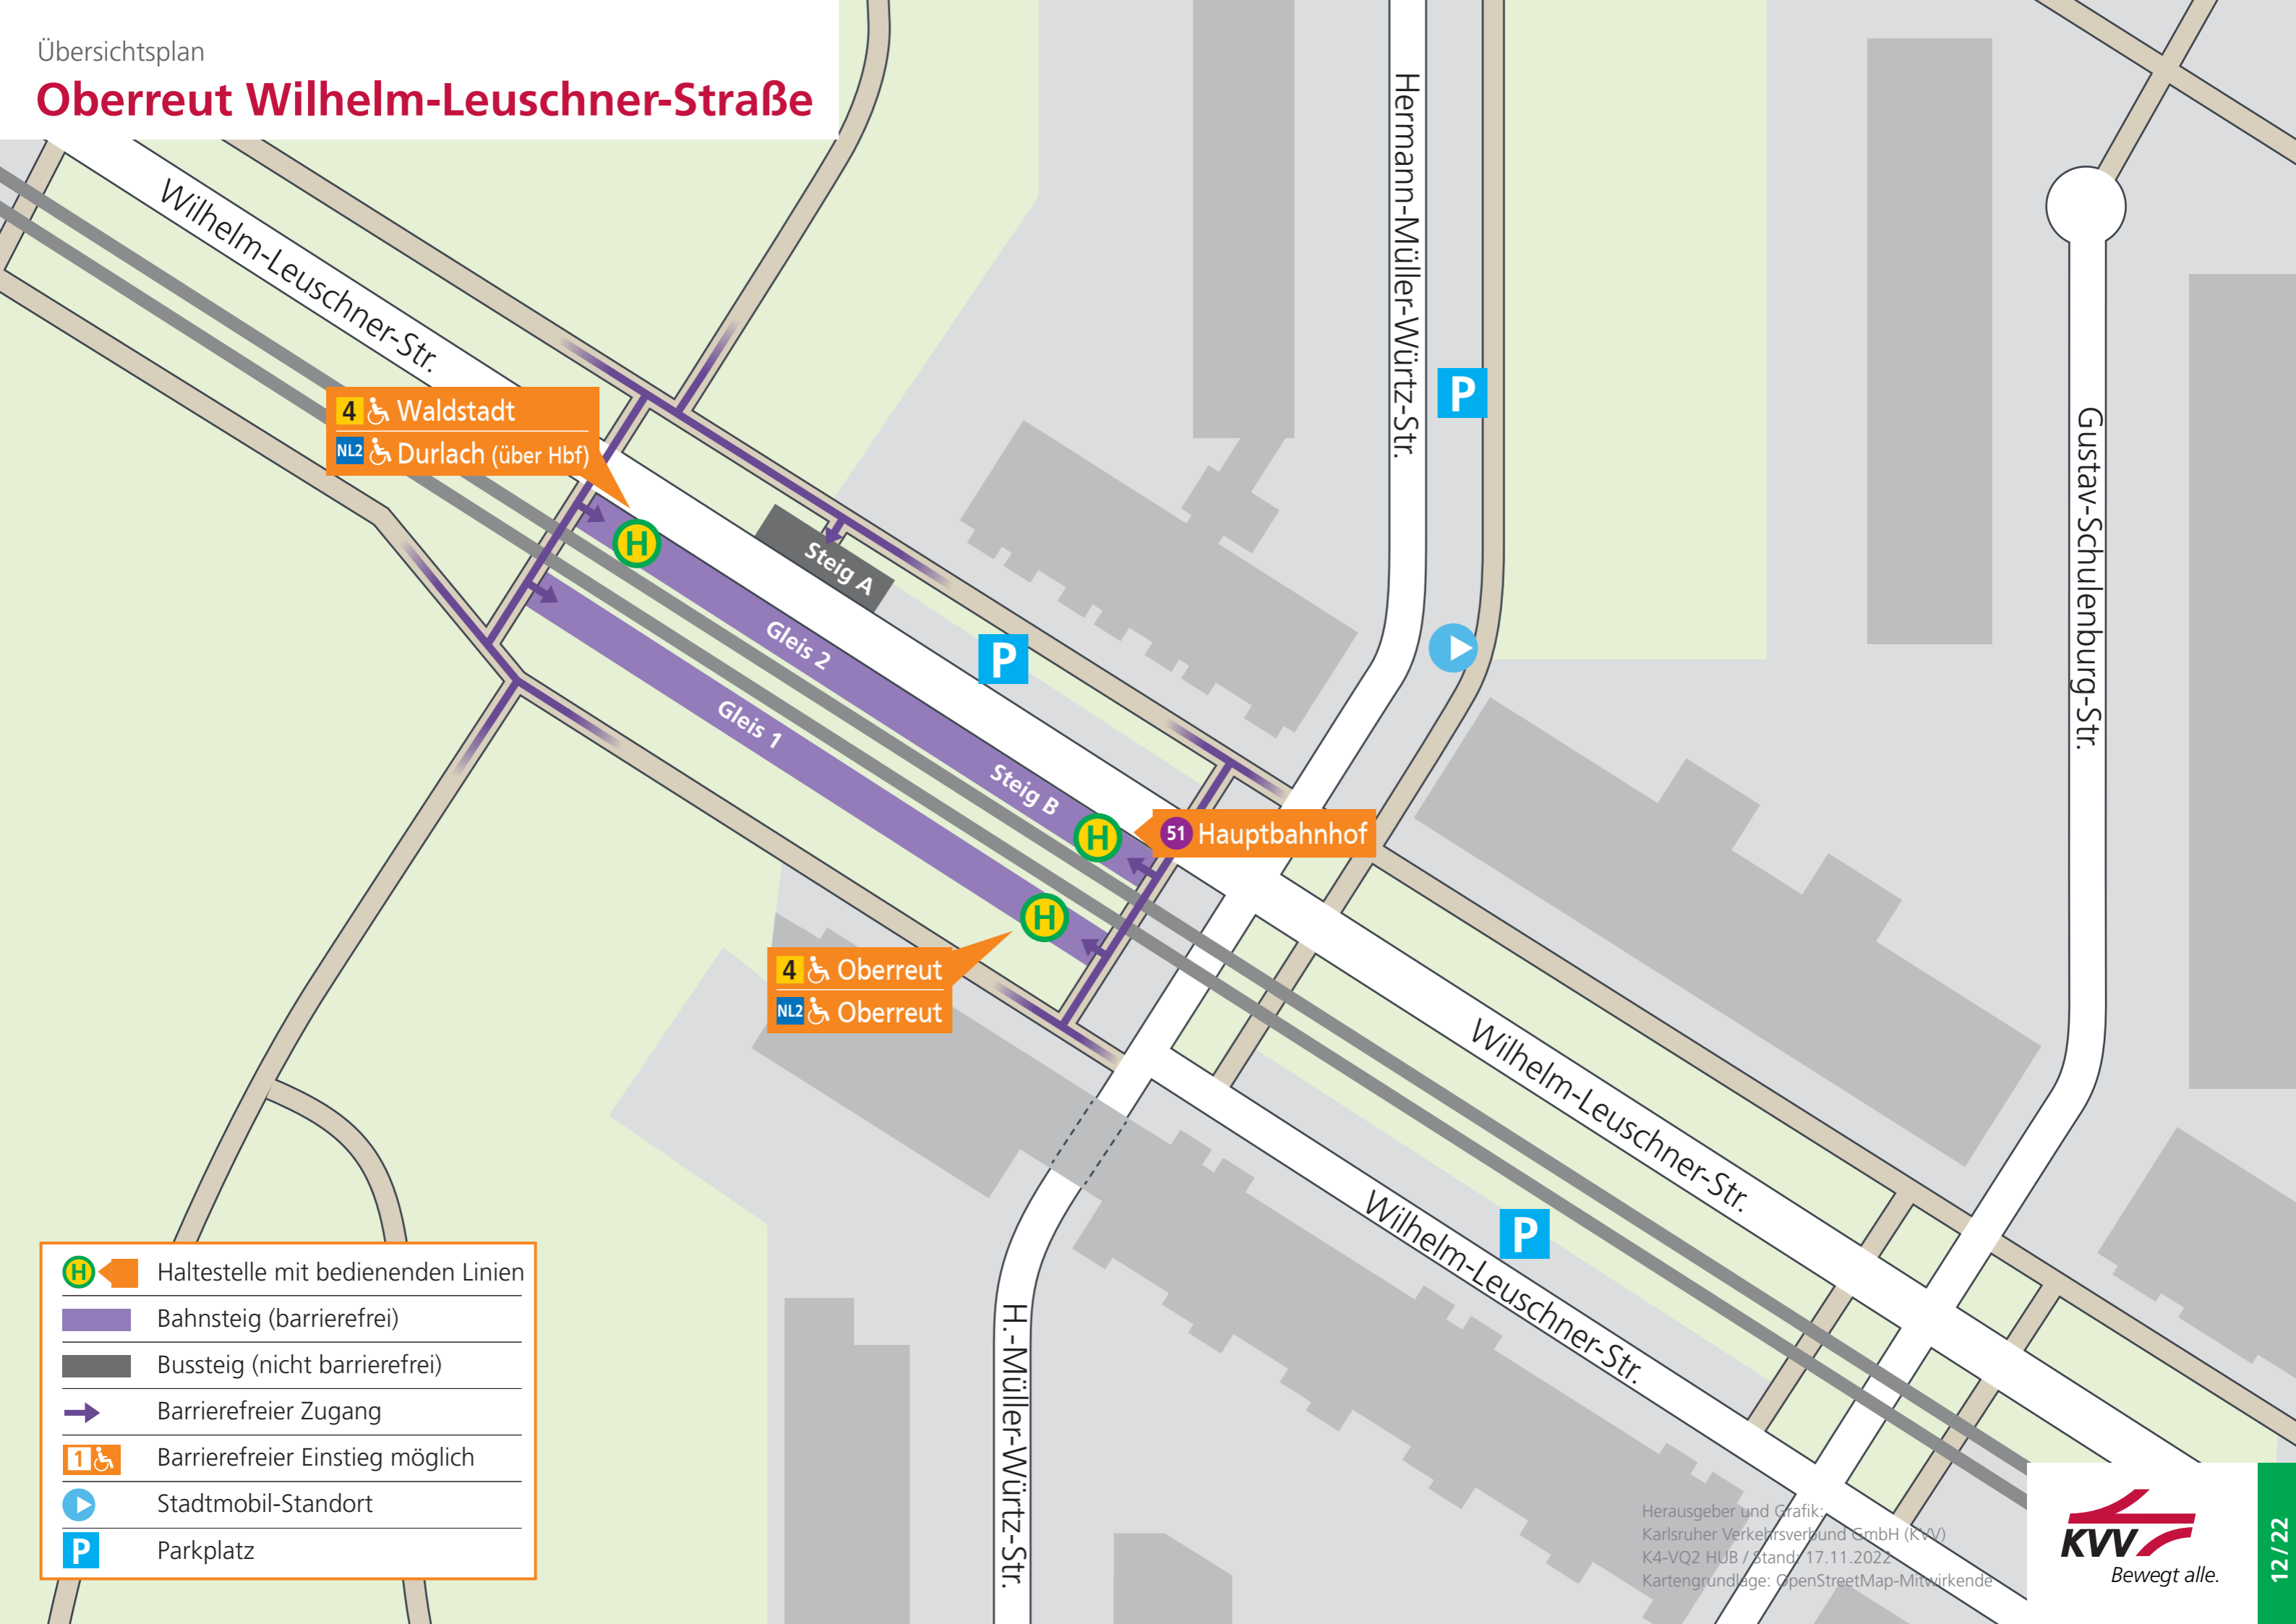 Übersichtsplan
Oberreut Wilhelm-Leuschner-Straße
Wilhelm-Leuschner-Str.
Hermann-Müller-Würtz-Str.
Gustav-Schulenburg-Str.
P
4 Waldstadt
NL2 Durlach (über Hbf)
H
Steig A
Gleis 2
P
Gleis 1
Steig B
H
51 Hauptbahnhof
H
4 Oberreut
NL2 Oberreut
Wilhelm-Leuschner-Str.
Wilhelm-Leuschner-Str.
P
H.-Müller-Würtz-Str.
H Haltestelle mit bedienenden Linien
Bahnsteig (barrierefrei)
Bussteig (nicht barrierefrei)
Barrierefreier Zugang
1 Barrierefreier Einstieg möglich
Stadtmobil-Standort
P Parkplatz
Herausgeber und Grafik:
Karlsruher Verkehrsverbund GmbH (KVV)
K4-VQ2 HUB / Stand: 17.11.2022
Kartengrundlage: OpenStreetMap-Mitwirkende
KVV
Bewegt alle.
12 / 22